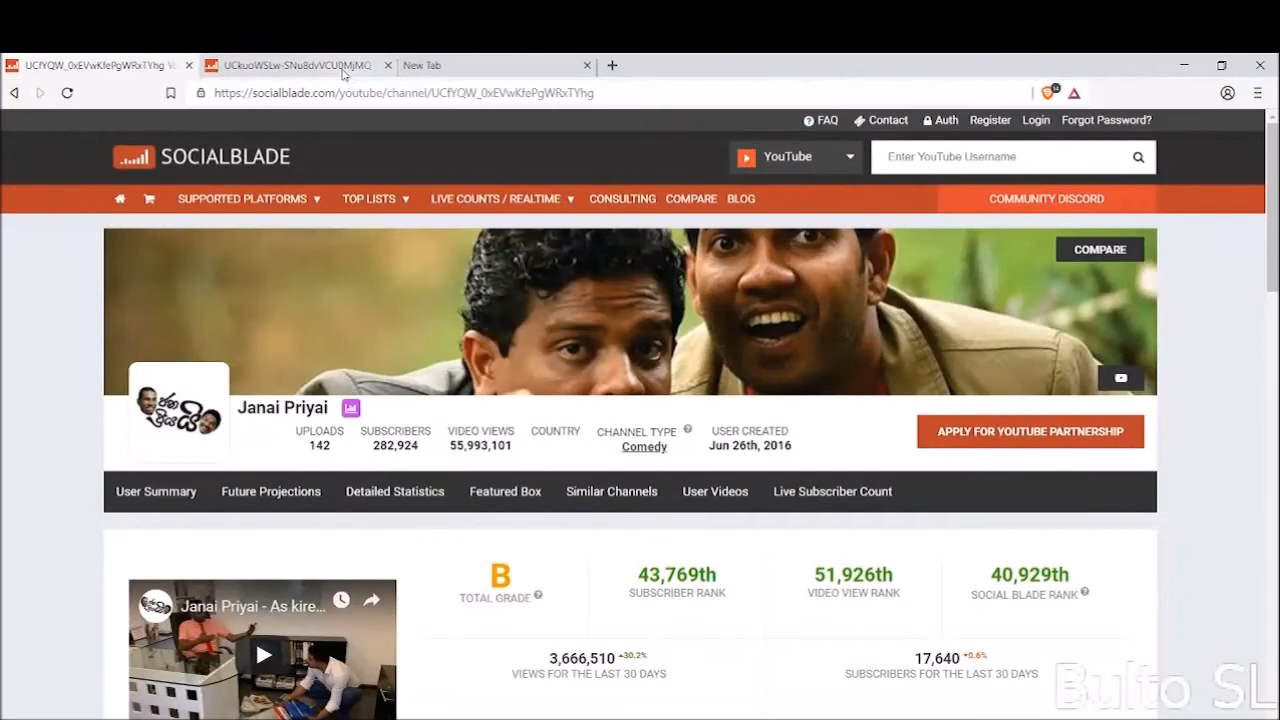 UCfYQW_0xEVwKfePgWRxTYhg Yo
UCkuoWSLw-SNu8dvVCU0MjMQ
New Tab
https://socialblade.com/youtube/channel/UCfYQW_0xEVwKfePgWRxTYhg
FAQ Contact Auth Register Login Forgot Password?
SOCIALBLADE
YouTube
Enter YouTube Username
SUPPORTED PLATFORMS TOP LISTS LIVE COUNTS / REALTIME CONSULTING COMPARE BLOG
COMMUNITY DISCORD
COMPARE
ජන
ප්‍රියයි
Janai Priyai
UPLOADS SUBSCRIBERS VIDEO VIEWS COUNTRY CHANNEL TYPE USER CREATED
142 282,924 55,993,101 Comedy Jun 26th, 2016
APPLY FOR YOUTUBE PARTNERSHIP
User Summary Future Projections Detailed Statistics Featured Box Similar Channels User Videos Live Subscriber Count
Janai Priyai - As kire...
B 43,769th 51,926th 40,929th
TOTAL GRADE SUBSCRIBER RANK VIDEO VIEW RANK SOCIAL BLADE RANK
3,666,510 30.2% 17,640 0.6%
VIEWS FOR THE LAST 30 DAYS SUBSCRIBERS FOR THE LAST 30 DAYS
Bulto SL